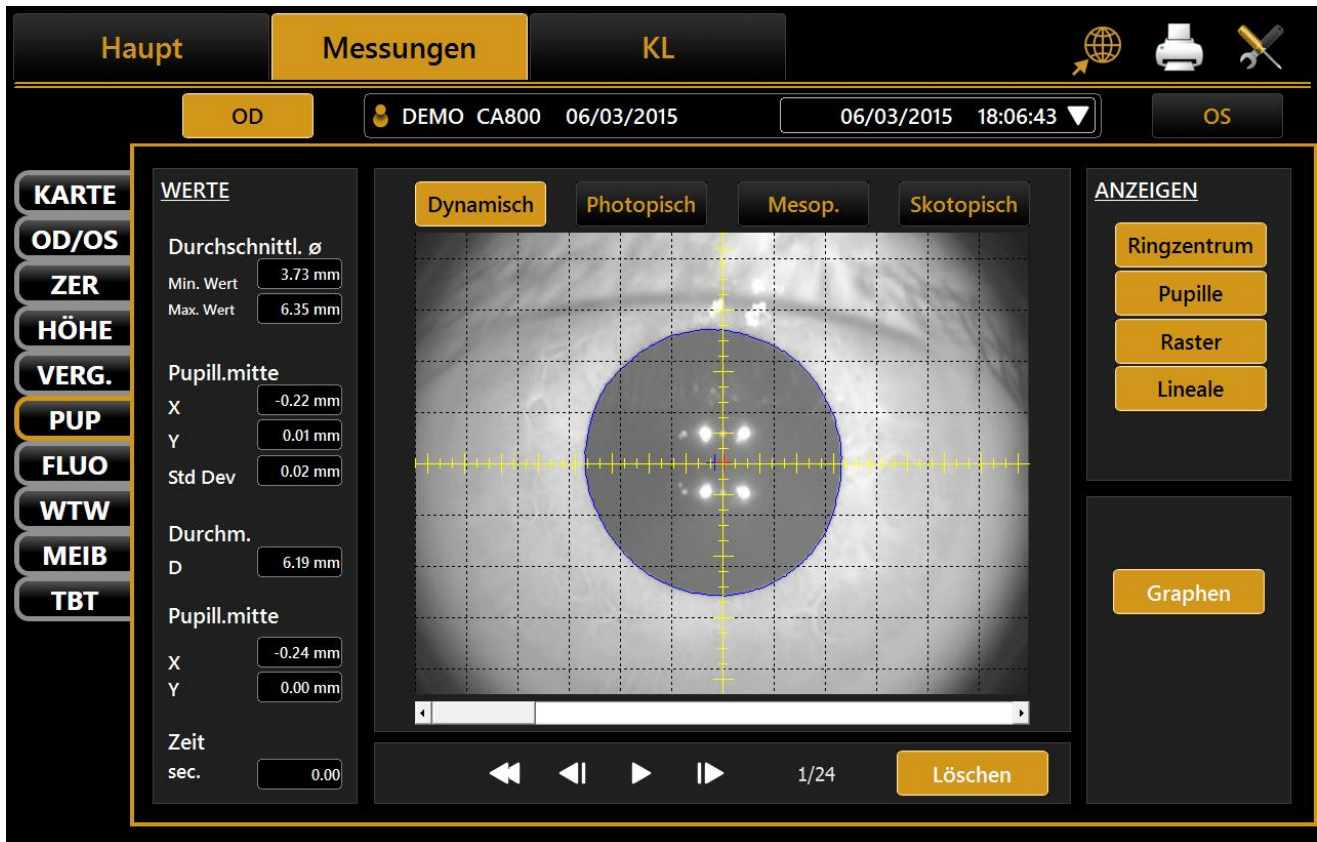 Haupt
Messungen
KL
OD
DEMO CA800 06/03/2015
06/03/2015 18:06:43
OS
KARTE
OD/OS
ZER
HÖHE
VERG.
PUP
FLUO
WTW
MEIB
TBT
WERTE
Durchschnittl. ø
Min. Wert 3.73 mm
Max. Wert 6.35 mm
Pupill.mitte
X -0.22 mm
Y 0.01 mm
Std Dev 0.02 mm
Durchm.
D 6.19 mm
Pupill.mitte
X -0.24 mm
Y 0.00 mm
Zeit
sec. 0.00
Dynamisch
Photopisch
Mesop.
Skotopisch
1/24
Löschen
ANZEIGEN
Ringzentrum
Pupille
Raster
Lineale
Graphen